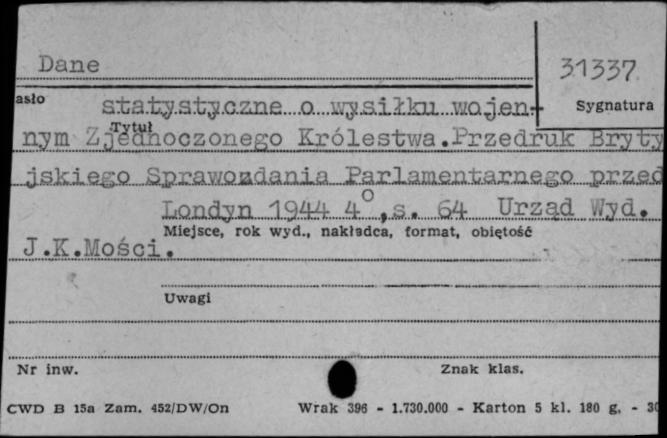 Dane
31337
asło
statystyczne o wysiłku wojen-
Sygnatura
Tytuł
nym Zjednoczonego Królestwa.Przedruk Bryty
jskiego Sprawozdania Parlamentarnego przed
Londyn 1944 4°,s. 64 Urząd Wyd.
Miejsce, rok wyd., nakładca, format, objętość
J.K.Mości.
Uwagi
Nr inw.
Znak klas.
CWD B 15a Zam. 452/DW/On Wrak 396 - 1.730.000 - Karton 5 kl. 180 g. - 30